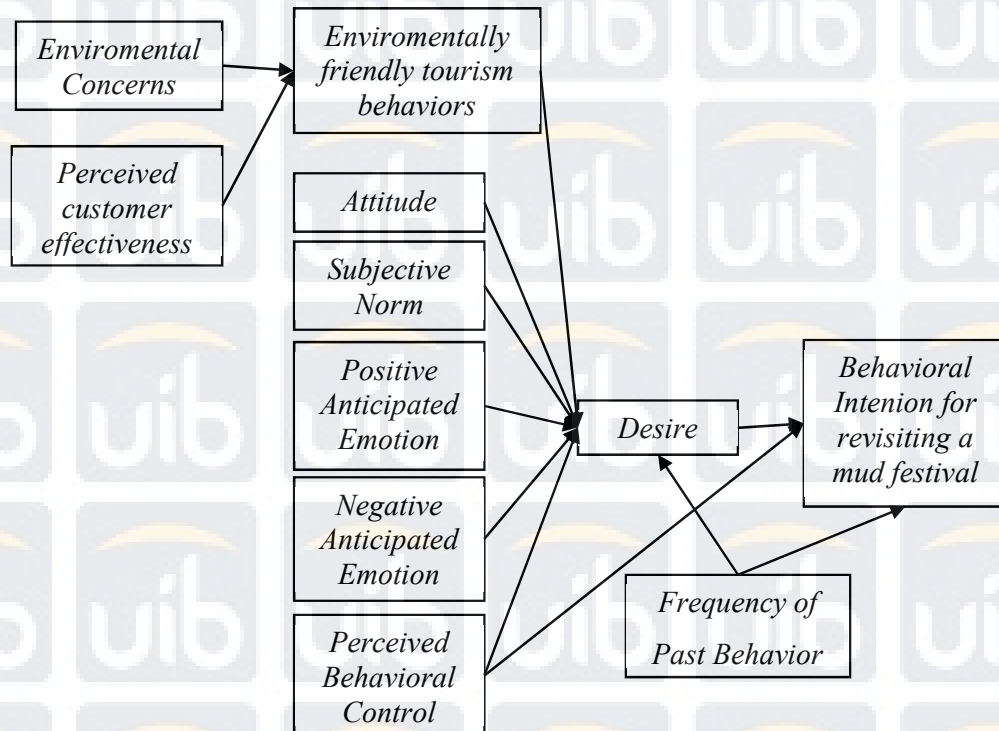 Enviromental
Concerns
Enviromentally
friendly tourism
behaviors
Perceived
customer
effectiveness
Attitude
Subjective
Norm
Positive
Anticipated
Emotion
Negative
Anticipated
Emotion
Perceived
Behavioral
Control
Desire
Behavioral
Intenion for
revisiting a
mud festival
Frequency of
Past Behavior